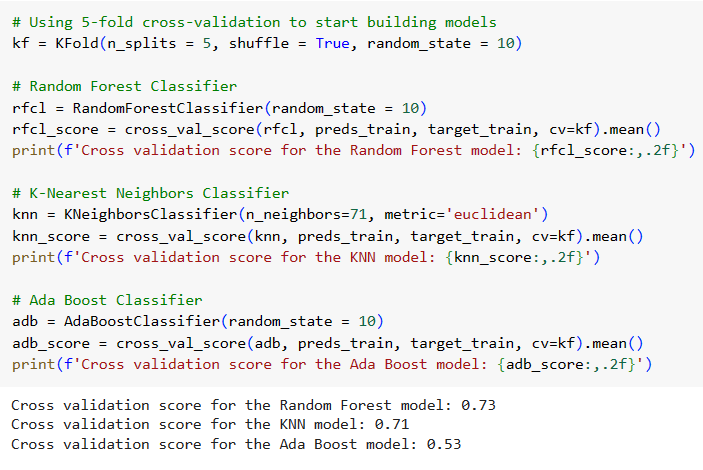 # Using 5-fold cross-validation to start building models
kf = KFold(n_splits = 5, shuffle = True, random_state = 10)
# Random Forest Classifier
rfcl = RandomForestClassifier(random_state = 10)
rfcl_score = cross_val_score(rfcl, preds_train, target_train, cv=kf).mean()
print(f'Cross validation score for the Random Forest model: {rfcl_score:,.2f}')
# K-Nearest Neighbors Classifier
knn = KNeighborsClassifier(n_neighbors=71, metric='euclidean')
knn_score = cross_val_score(knn, preds_train, target_train, cv=kf).mean()
print(f'Cross validation score for the KNN model: {knn_score:,.2f}')
# Ada Boost Classifier
adb = AdaBoostClassifier(random_state = 10)
adb_score = cross_val_score(adb, preds_train, target_train, cv=kf).mean()
print(f'Cross validation score for the Ada Boost model: {adb_score:,.2f}')
Cross validation score for the Random Forest model: 0.73
Cross validation score for the KNN model: 0.71
Cross validation score for the Ada Boost model: 0.53